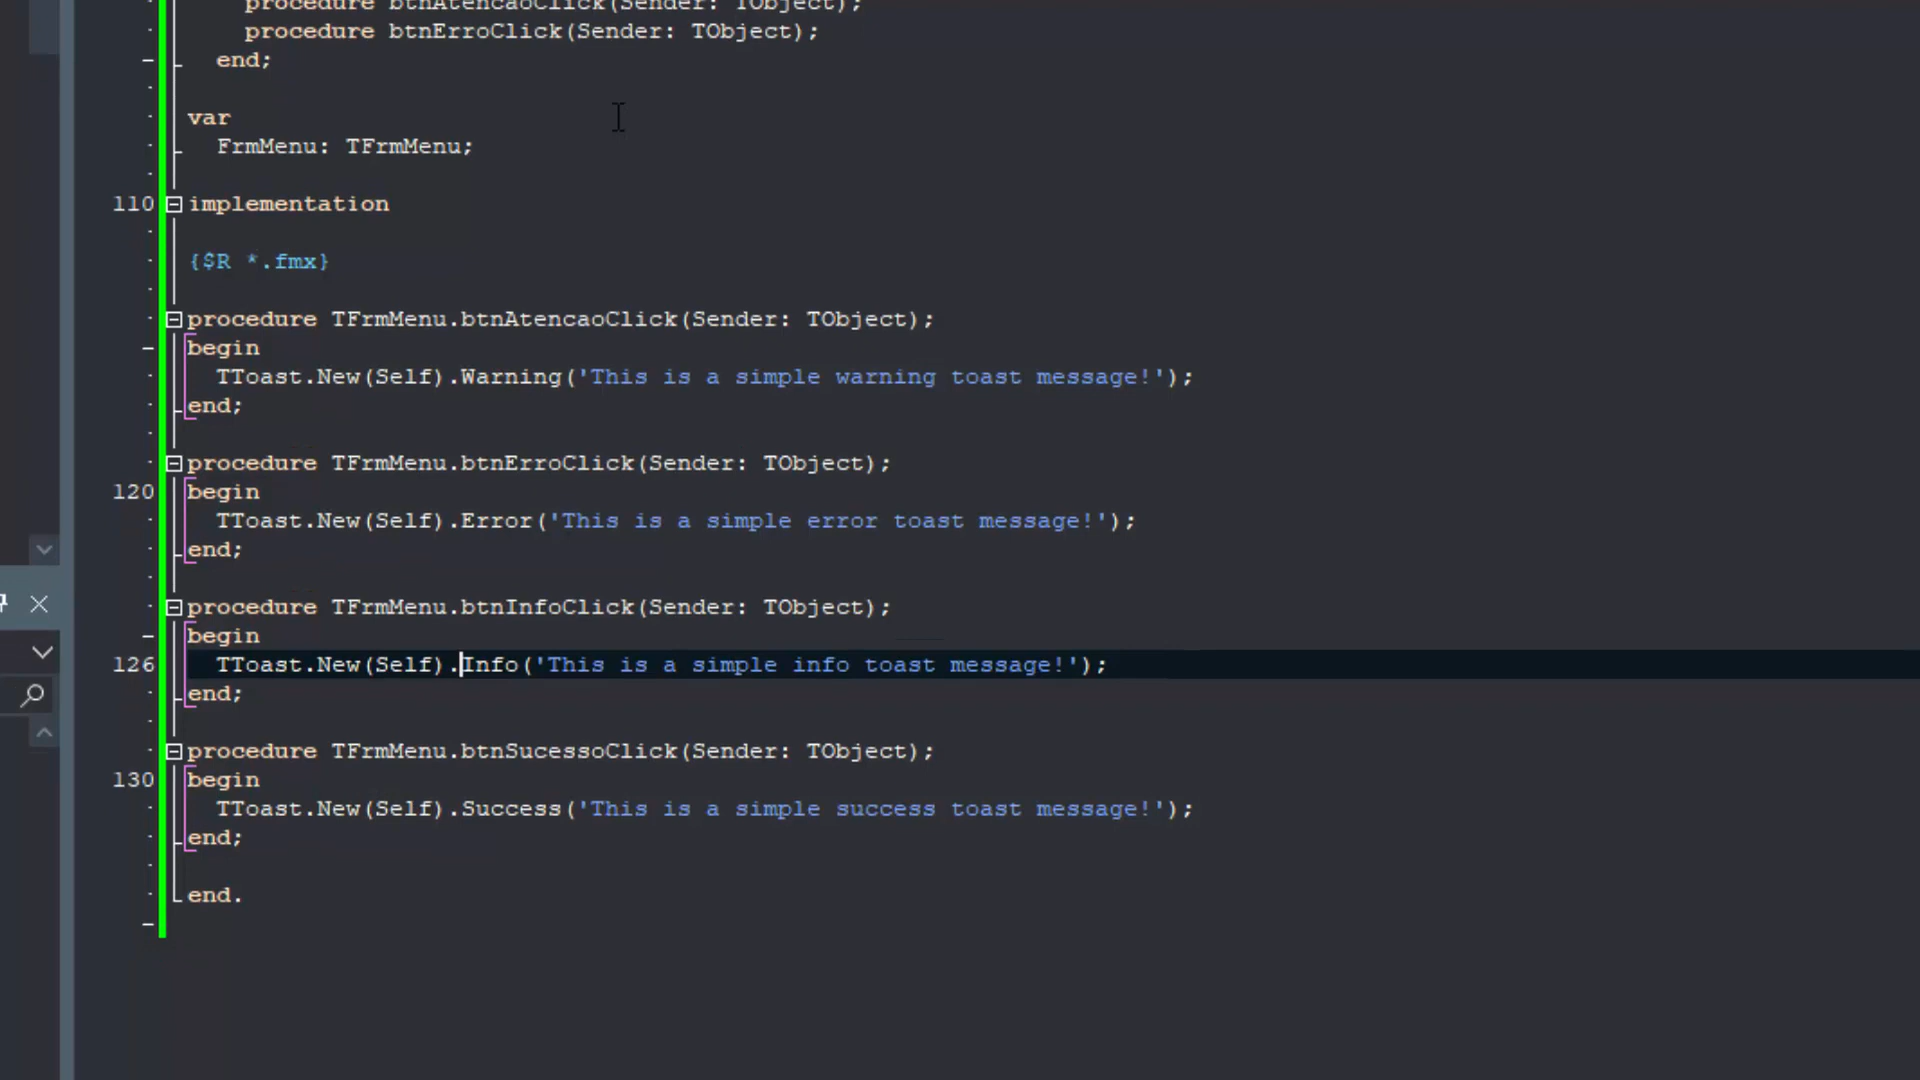 procedure btnAtencaoClick(Sender: TObject);
procedure btnErroClick(Sender: TObject);
end;
var
FrmMenu: TFrmMenu;
110 implementation
{$R *.fmx}
procedure TFrmMenu.btnAtencaoClick(Sender: TObject);
begin
TToast.New(Self).Warning('This is a simple warning toast message!');
end;
procedure TFrmMenu.btnErroClick(Sender: TObject);
120 begin
TToast.New(Self).Error('This is a simple error toast message!');
end;
procedure TFrmMenu.btnInfoClick(Sender: TObject);
begin
126 TToast.New(Self).Info('This is a simple info toast message!');
end;
procedure TFrmMenu.btnSucessoClick(Sender: TObject);
130 begin
TToast.New(Self).Success('This is a simple success toast message!');
end;
end.